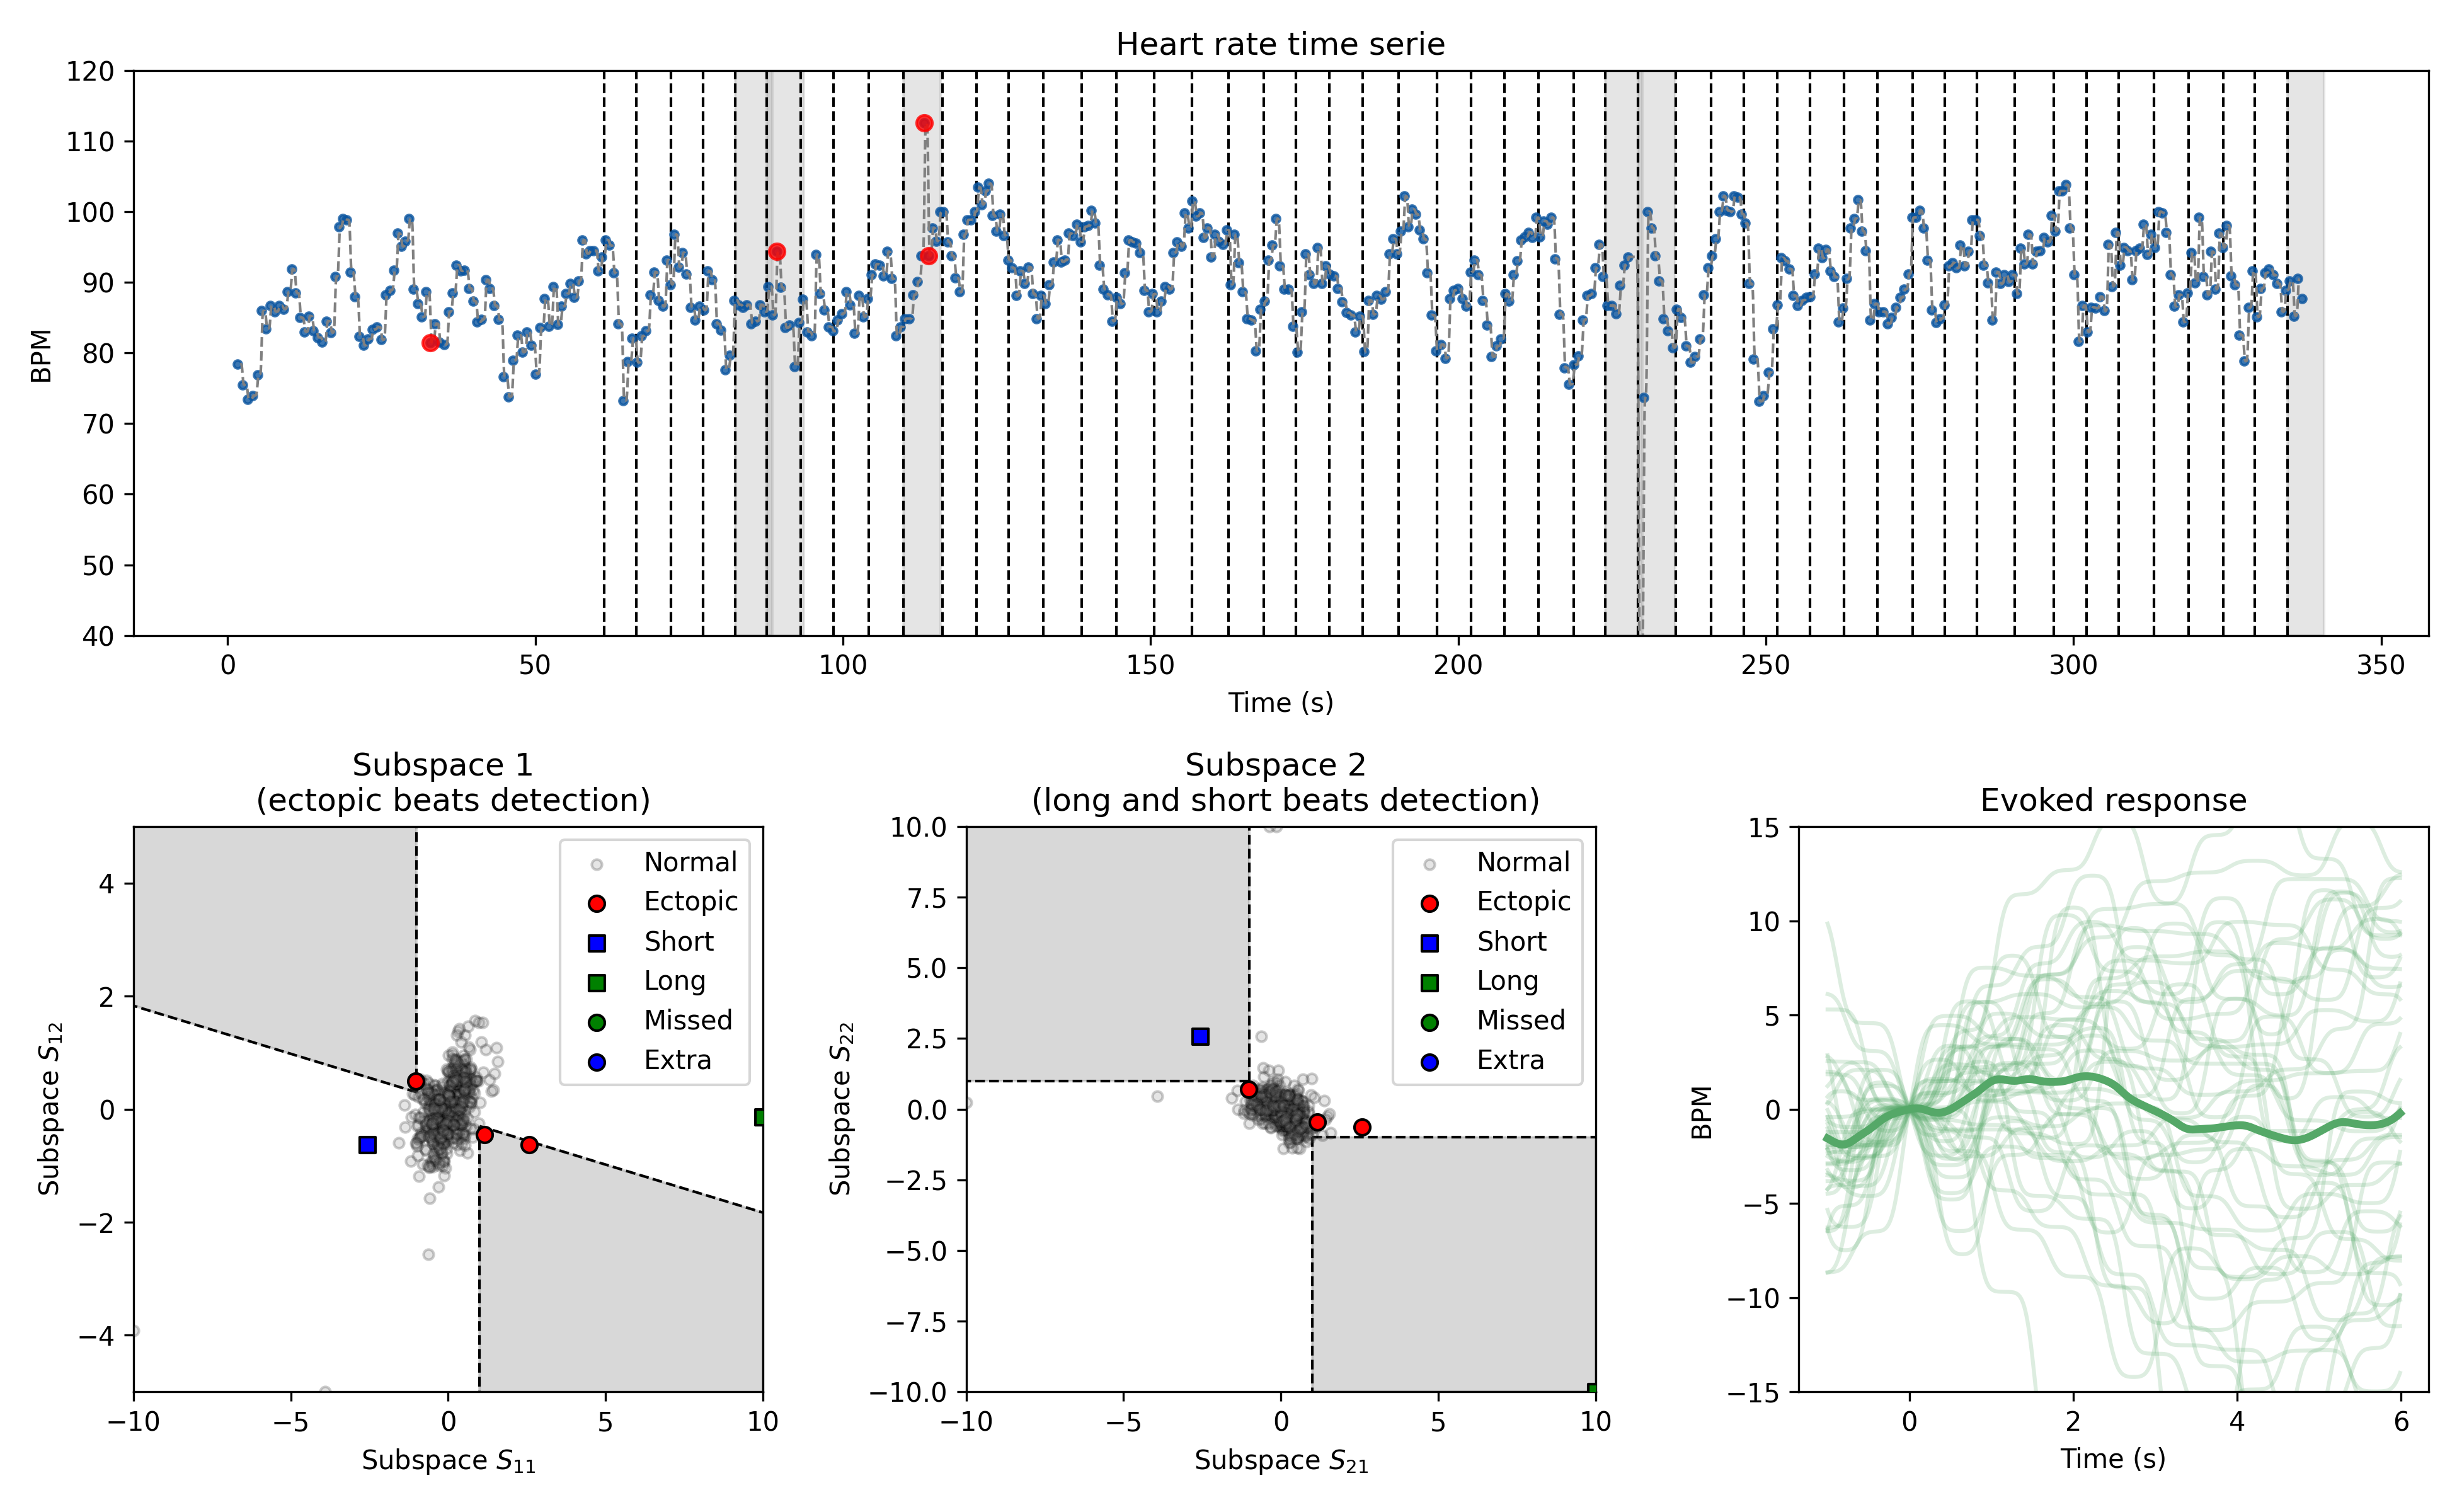 Heart rate time serie
120
110
100
90
80
70
60
50
40
BPM
0 50 100 150 200 250 300 350
Time (s)
Subspace 1
(ectopic beats detection)
4
2
0
−2
−4
Subspace S12
Normal
Ectopic
Short
Long
Missed
Extra
−10 −5 0 5 10
Subspace S11
Subspace 2
(long and short beats detection)
10.0
7.5
5.0
2.5
0.0
−2.5
−5.0
−7.5
−10.0
Subspace S22
Normal
Ectopic
Short
Long
Missed
Extra
−10 −5 0 5 10
Subspace S21
Evoked response
15
10
5
0
−5
−10
−15
BPM
0 2 4 6
Time (s)